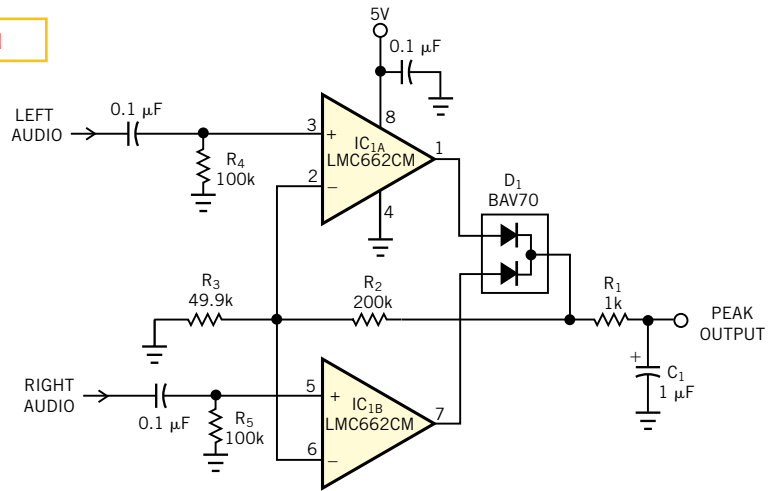 5V
0.1 µF
0.1 µF
LEFT
AUDIO
8
3
+
IC1A
LMC662CM
1
R4
100k
2
–
4
D1
BAV70
R3
49.9k
R2
200k
R1
1k
PEAK
OUTPUT
+
C1
1 µF
RIGHT
AUDIO
5
+
IC1B
LMC662CM
7
0.1 µF
R5
100k
6
–